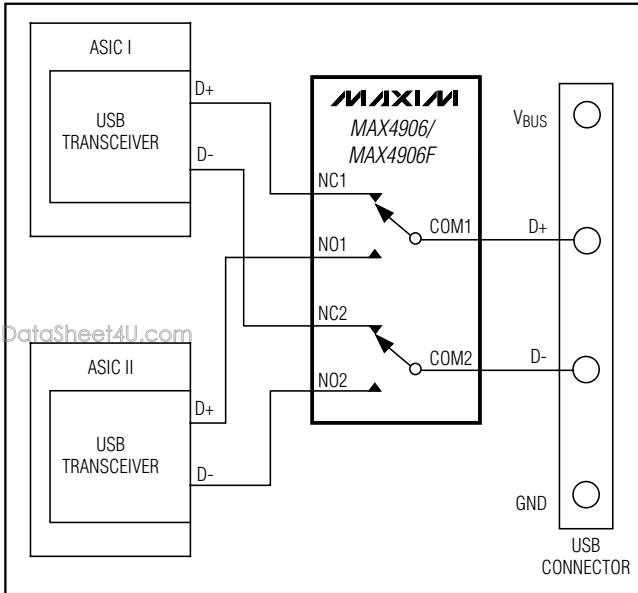 ASIC I
USB
TRANSCEIVER
D+
D-
MAXIM
MAX4906/
MAX4906F
NC1
COM1
NO1
NC2
COM2
NO2
VBUS
D+
D-
GND
USB
CONNECTOR
DataSheet4U.com
ASIC II
USB
TRANSCEIVER
D+
D-